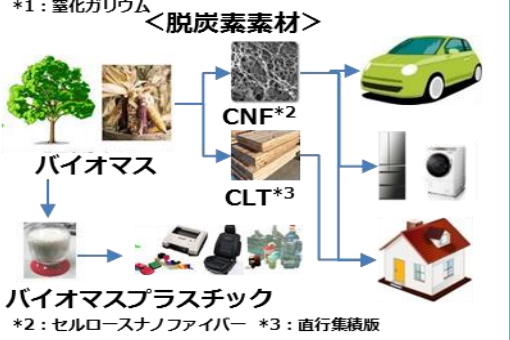 *1：窒化ガリウム
＜脱炭素素材＞
CNF*2
バイオマス
CLT*3
バイオマスプラスチック
*2：セルロースナノファイバー *3：直行集積版